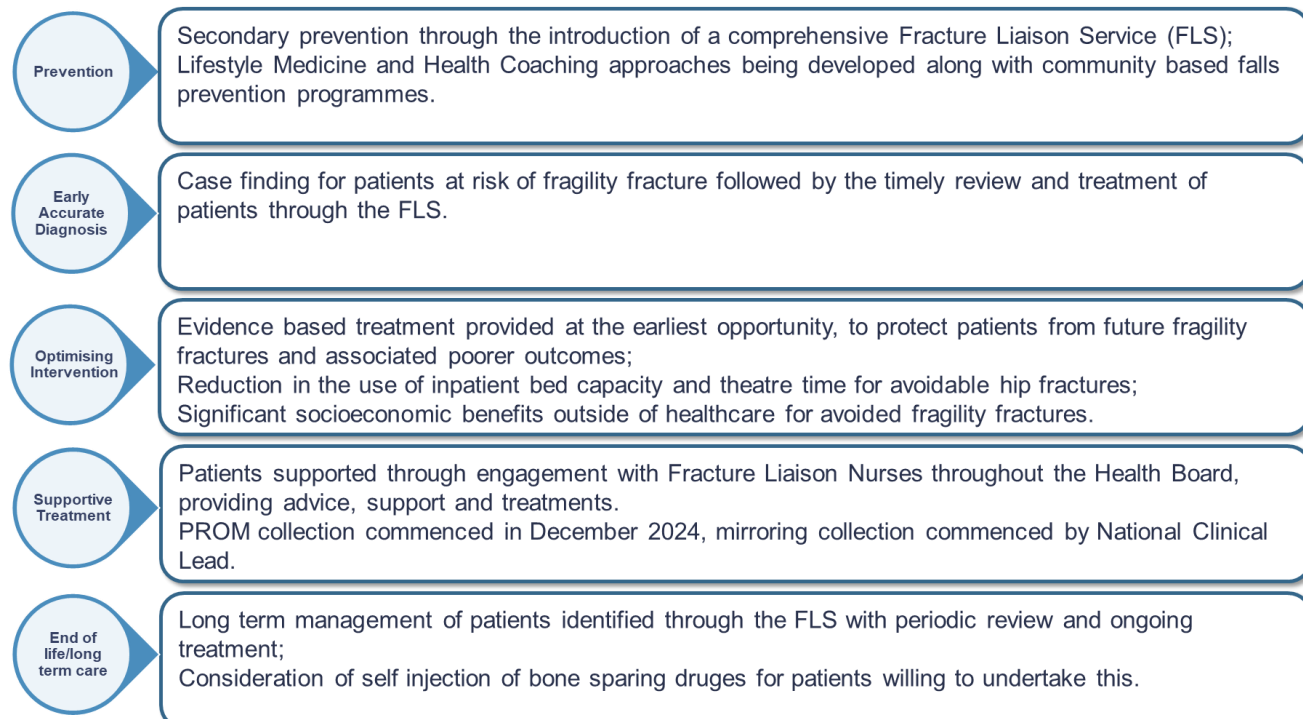 Prevention
Secondary prevention through the introduction of a comprehensive Fracture Liaison Service (FLS);
Lifestyle Medicine and Health Coaching approaches being developed along with community based falls
prevention programmes.
Early
Accurate
Diagnosis
Case finding for patients at risk of fragility fracture followed by the timely review and treatment of
patients through the FLS.
Optimising
Intervention
Evidence based treatment provided at the earliest opportunity, to protect patients from future fragility
fractures and associated poorer outcomes;
Reduction in the use of inpatient bed capacity and theatre time for avoidable hip fractures;
Significant socioeconomic benefits outside of healthcare for avoided fragility fractures.
Supportive
Treatment
Patients supported through engagement with Fracture Liaison Nurses throughout the Health Board,
providing advice, support and treatments.
PROM collection commenced in December 2024, mirroring collection commenced by National Clinical
Lead.
End of
life/long
term care
Long term management of patients identified through the FLS with periodic review and ongoing
treatment;
Consideration of self injection of bone sparing druges for patients willing to undertake this.